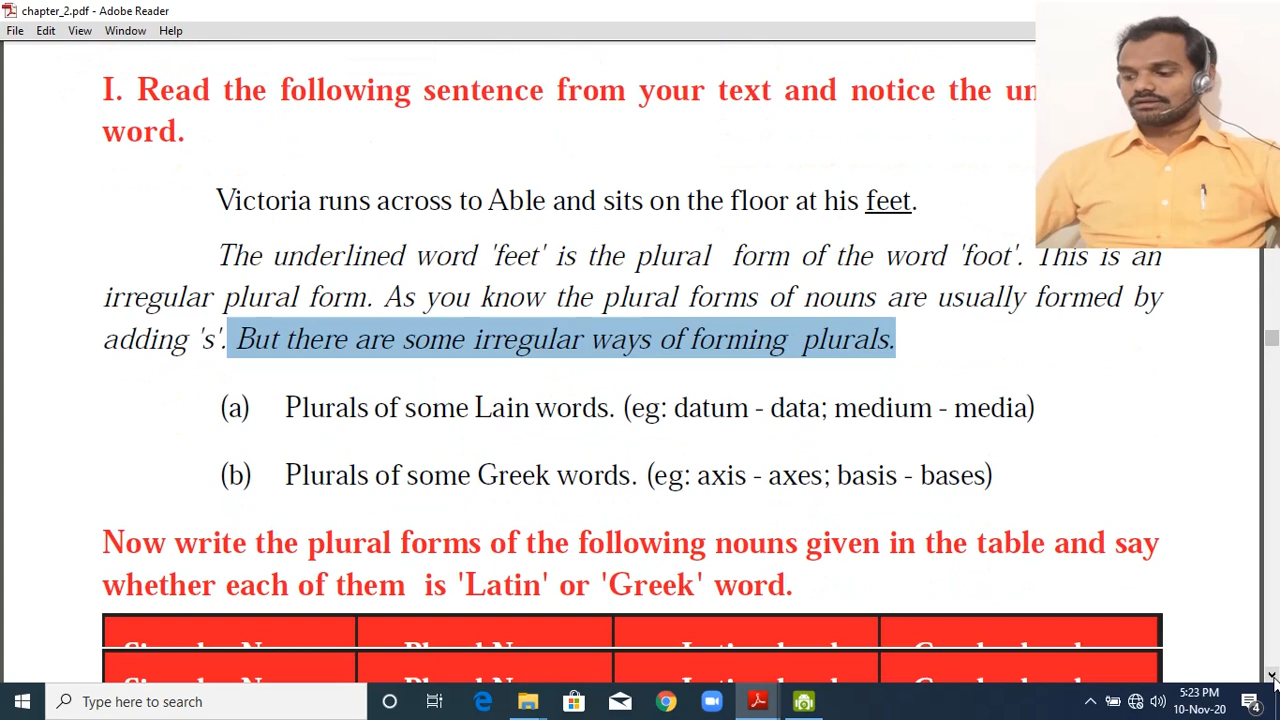 chapter_2.pdf - Adobe Reader
File Edit View Window Help
I. Read the following sentence from your text and notice the
word.
Victoria runs across to Able and sits on the floor at his feet.
The underlined word 'feet' is the plural form of the word 'foot'. This is an
irregular plural form. As you know the plural forms of nouns are usually formed by
adding 's'. But there are some irregular ways of forming plurals.
(a) Plurals of some Lain words. (eg: datum - data; medium - media)
(b) Plurals of some Greek words. (eg: axis - axes; basis - bases)
Now write the plural forms of the following nouns given in the table and say
whether each of them is 'Latin' or 'Greek' word.
Type here to search
5:23 PM
10-Nov-20
4